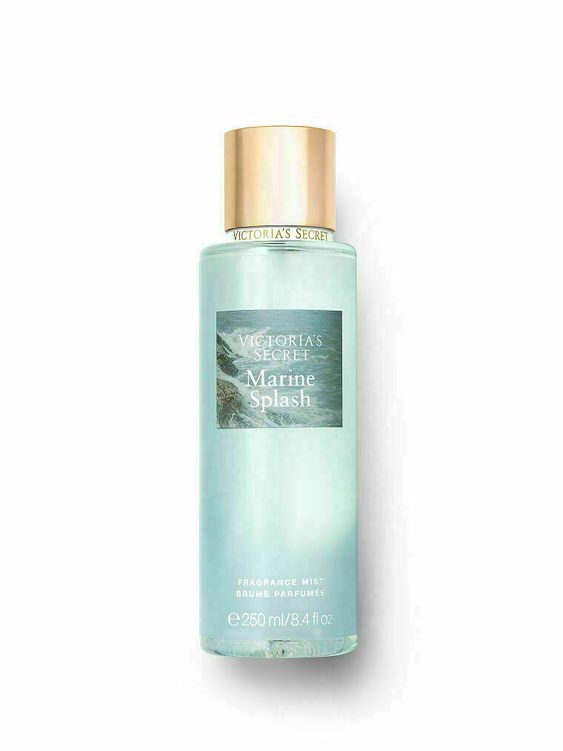 VICTORIA'S SECRET
VICTORIA'S
SECRET
Marine
Splash
FRAGRANCE MIST
BRUME PARFUMÉE
℮250 ml/8.4 fl oz